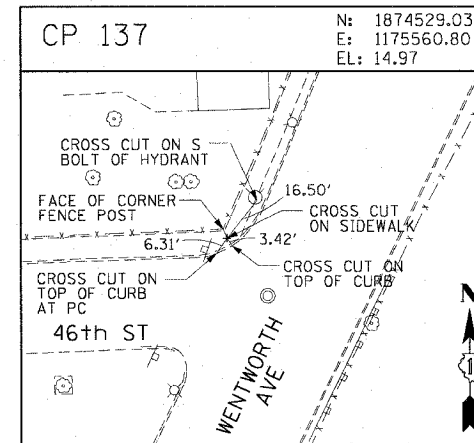 CP 137
N: 1874529.03
E: 1175560.80
EL: 14.97
CROSS CUT ON S
BOLT OF HYDRANT
16.50'
FACE OF CORNER
FENCE POST
CROSS CUT
ON SIDEWALK
6.31'
3.42'
CROSS CUT ON
TOP OF CURB
AT PC
CROSS CUT ON
TOP OF CURB
46th ST
WENTWORTH
AVE
N
1